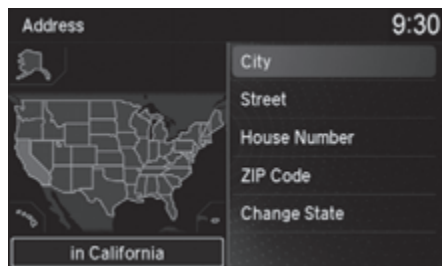 Address
9:30
City
Street
House Number
ZIP Code
Change State
in California